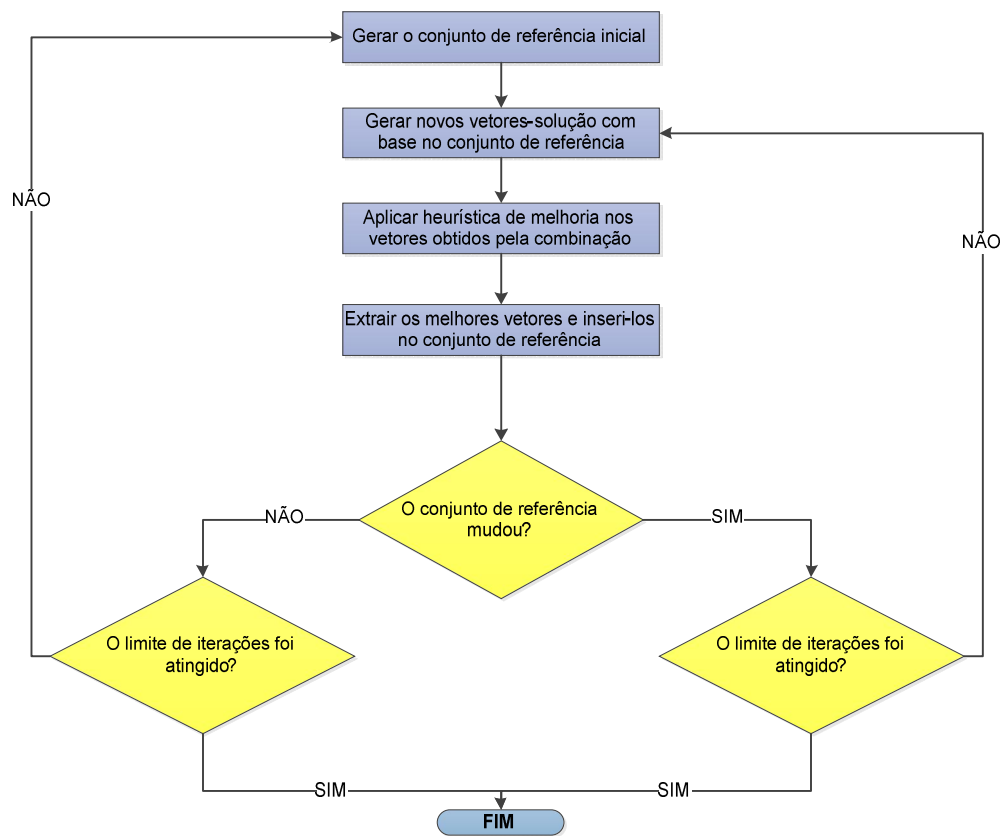 Gerar o conjunto de referência inicial
Gerar novos vetores-solução com
base no conjunto de referência
NÃO
Aplicar heurística de melhoria nos
vetores obtidos pela combinação
NÃO
Extrair os melhores vetores e inseri-los
no conjunto de referência
O conjunto de referência
mudou?
NÃO
SIM
O limite de iterações foi
atingido?
O limite de iterações foi
atingido?
SIM
SIM
FIM